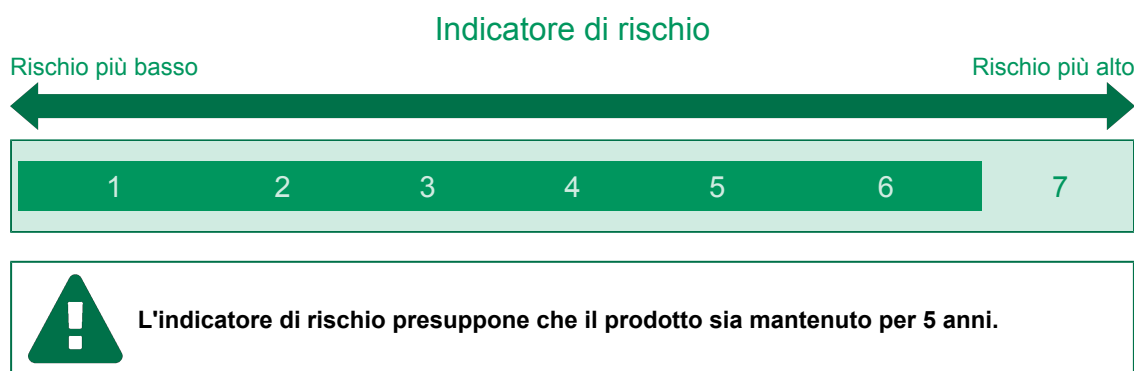 Indicatore di rischio
Rischio più basso Rischio più alto
1 2 3 4 5 6 7
L'indicatore di rischio presuppone che il prodotto sia mantenuto per 5 anni.